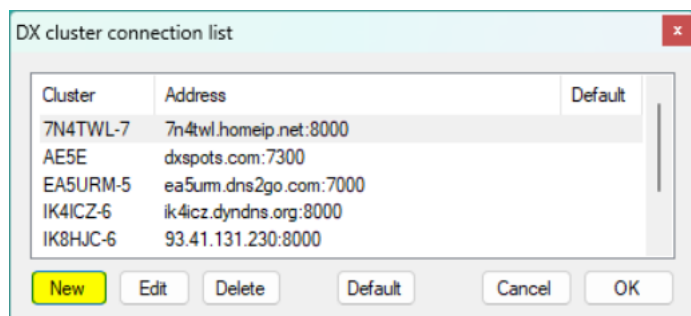 DX cluster connection list x
Cluster Address Default
7N4TWL-7 7n4twl.homeip.net:8000
AE5E dxspots.com:7300
EA5URM-5 ea5urm.dns2go.com:7000
IK4ICZ-6 ik4icz.dyndns.org:8000
IK8HJC-6 93.41.131.230:8000
New Edit Delete Default Cancel OK